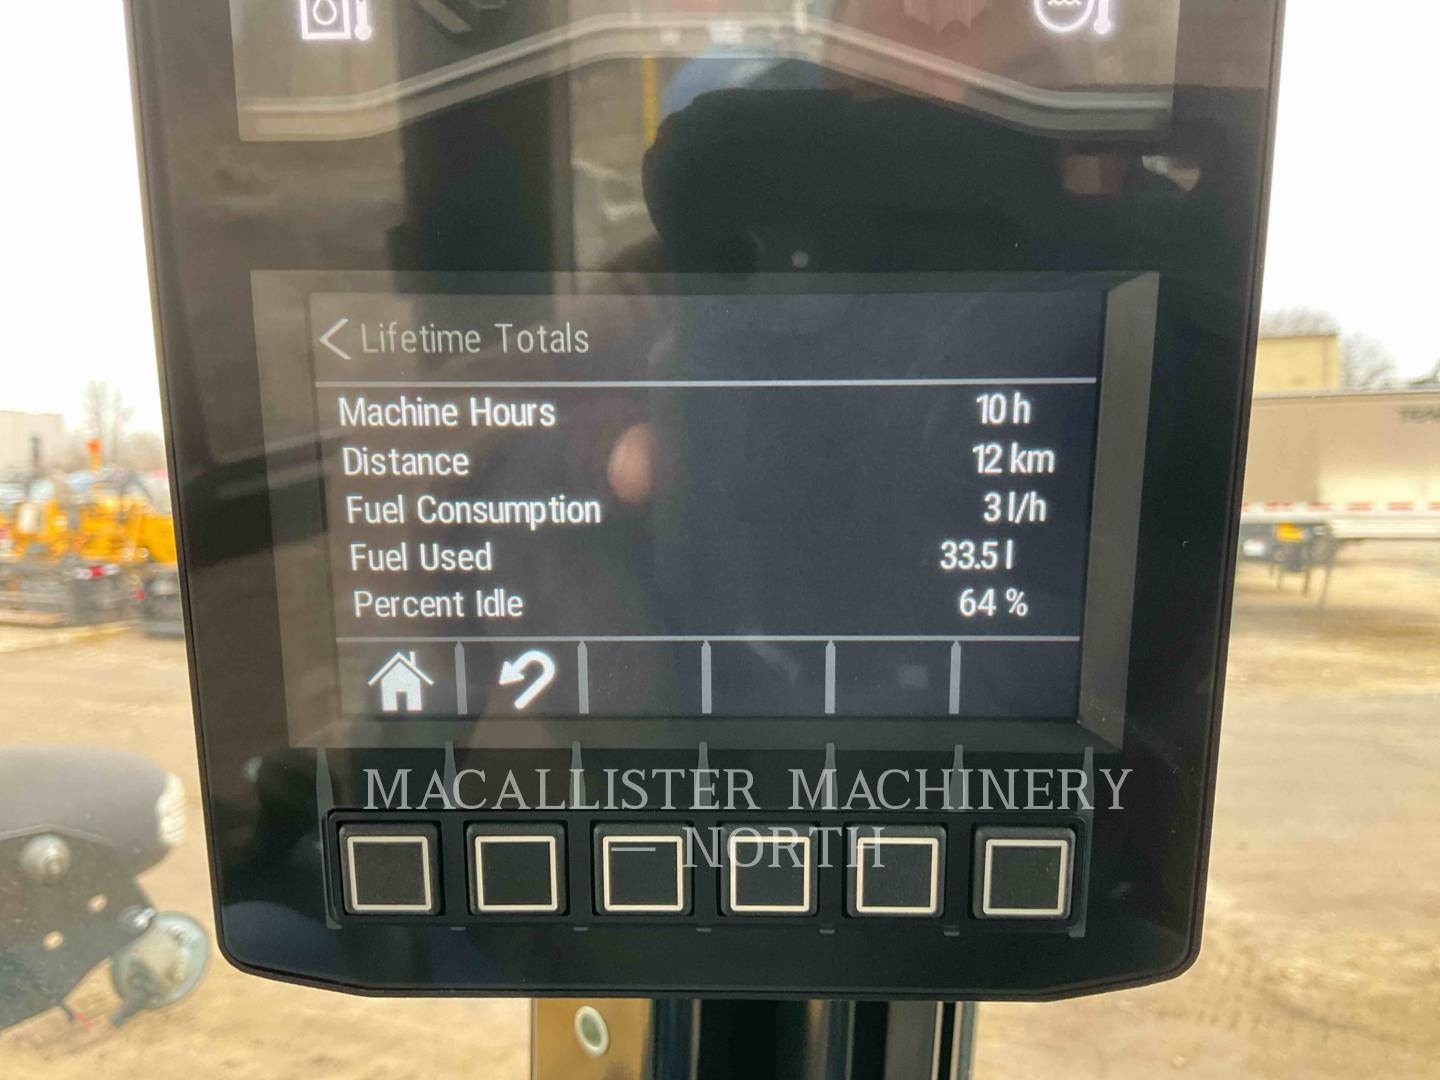 Lifetime Totals
Machine Hours 10 h
Distance 12 km
Fuel Consumption 3 l/h
Fuel Used 33.5 l
Percent Idle 64 %
MACALLISTER MACHINERY
— NORTH